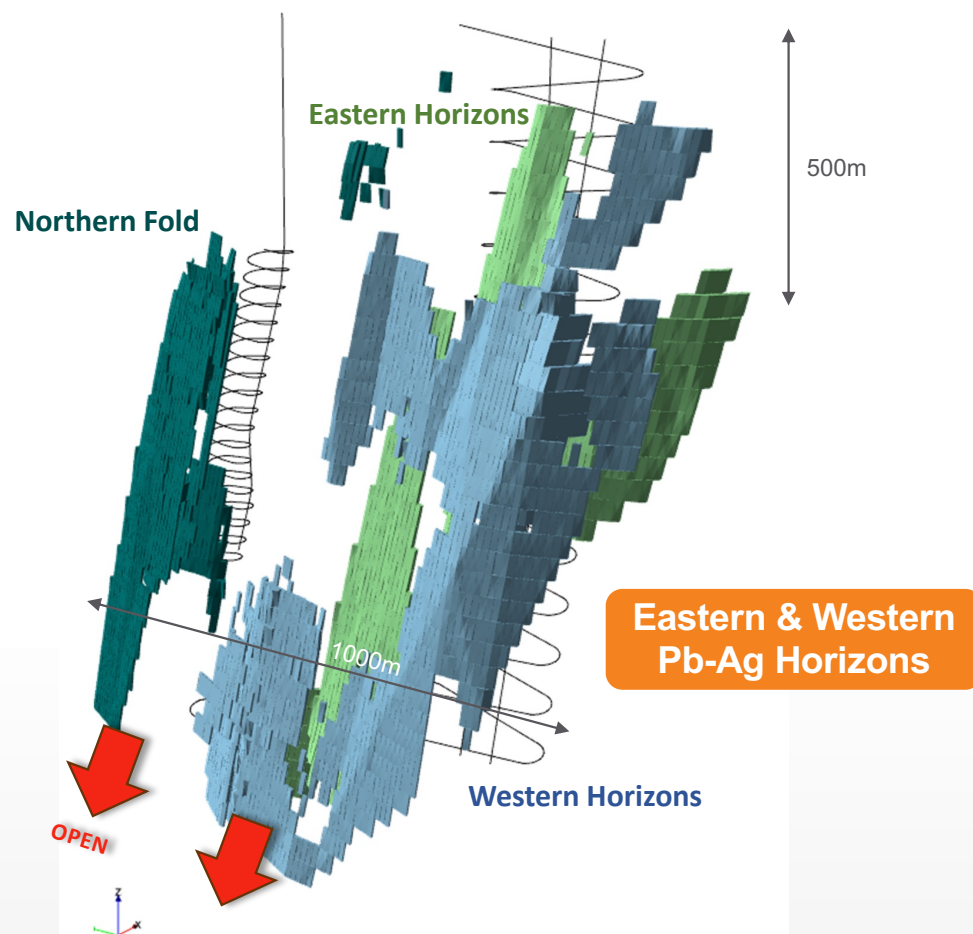 Eastern Horizons
500m
Northern Fold
Eastern & Western
Pb-Ag Horizons
1000m
Western Horizons
OPEN
Z
X